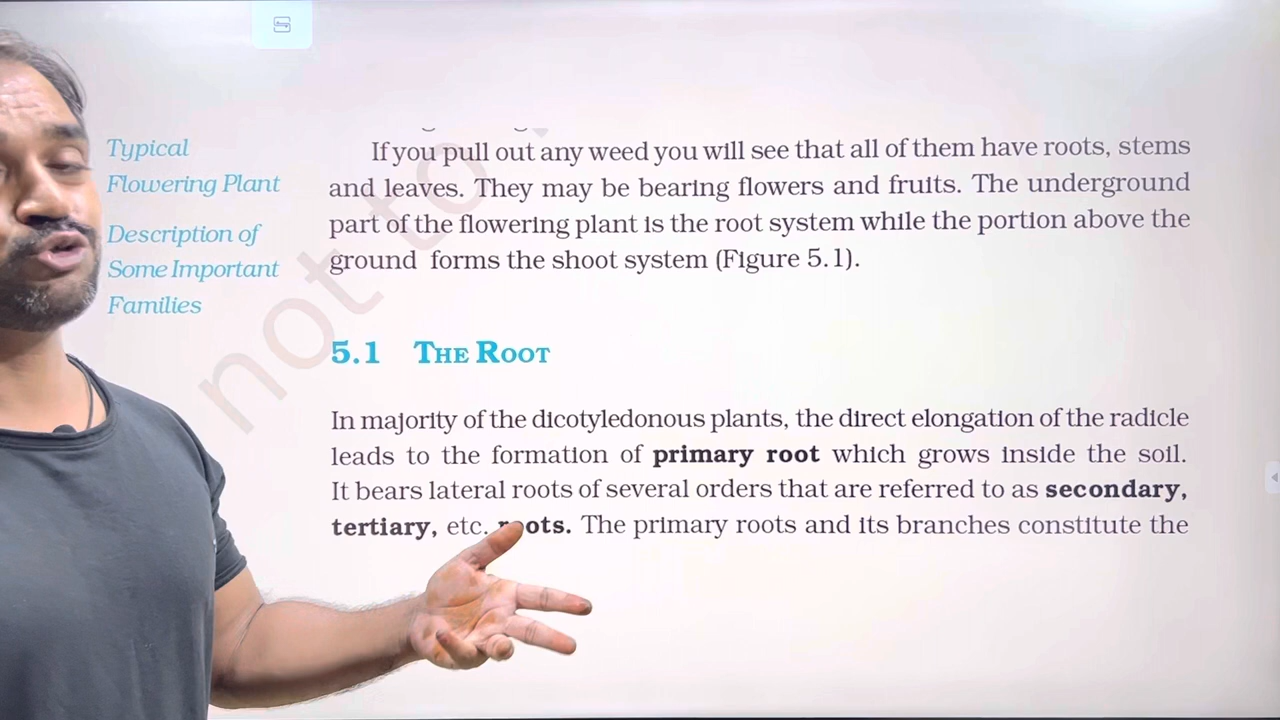 Typical
Flowering Plant
Description of
Some Important
Families
If you pull out any weed you will see that all of them have roots, stems
and leaves. They may be bearing flowers and fruits. The underground
part of the flowering plant is the root system while the portion above the
ground forms the shoot system (Figure 5.1).
5.1 THE ROOT
In majority of the dicotyledonous plants, the direct elongation of the radicle
leads to the formation of primary root which grows inside the soil.
It bears lateral roots of several orders that are referred to as secondary,
tertiary, etc. roots. The primary roots and its branches constitute the
not to